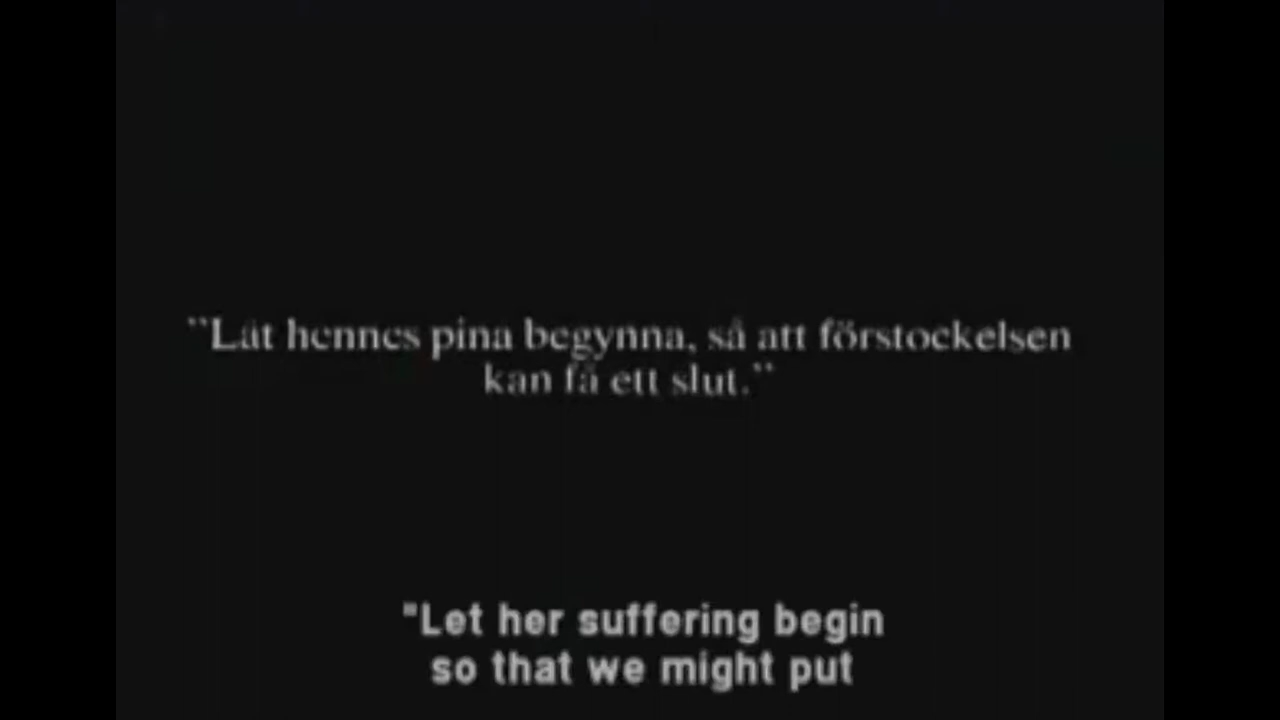 "Låt hennes pina begynna, så att förstockelsen
kan få ett slut."
"Let her suffering begin
so that we might put